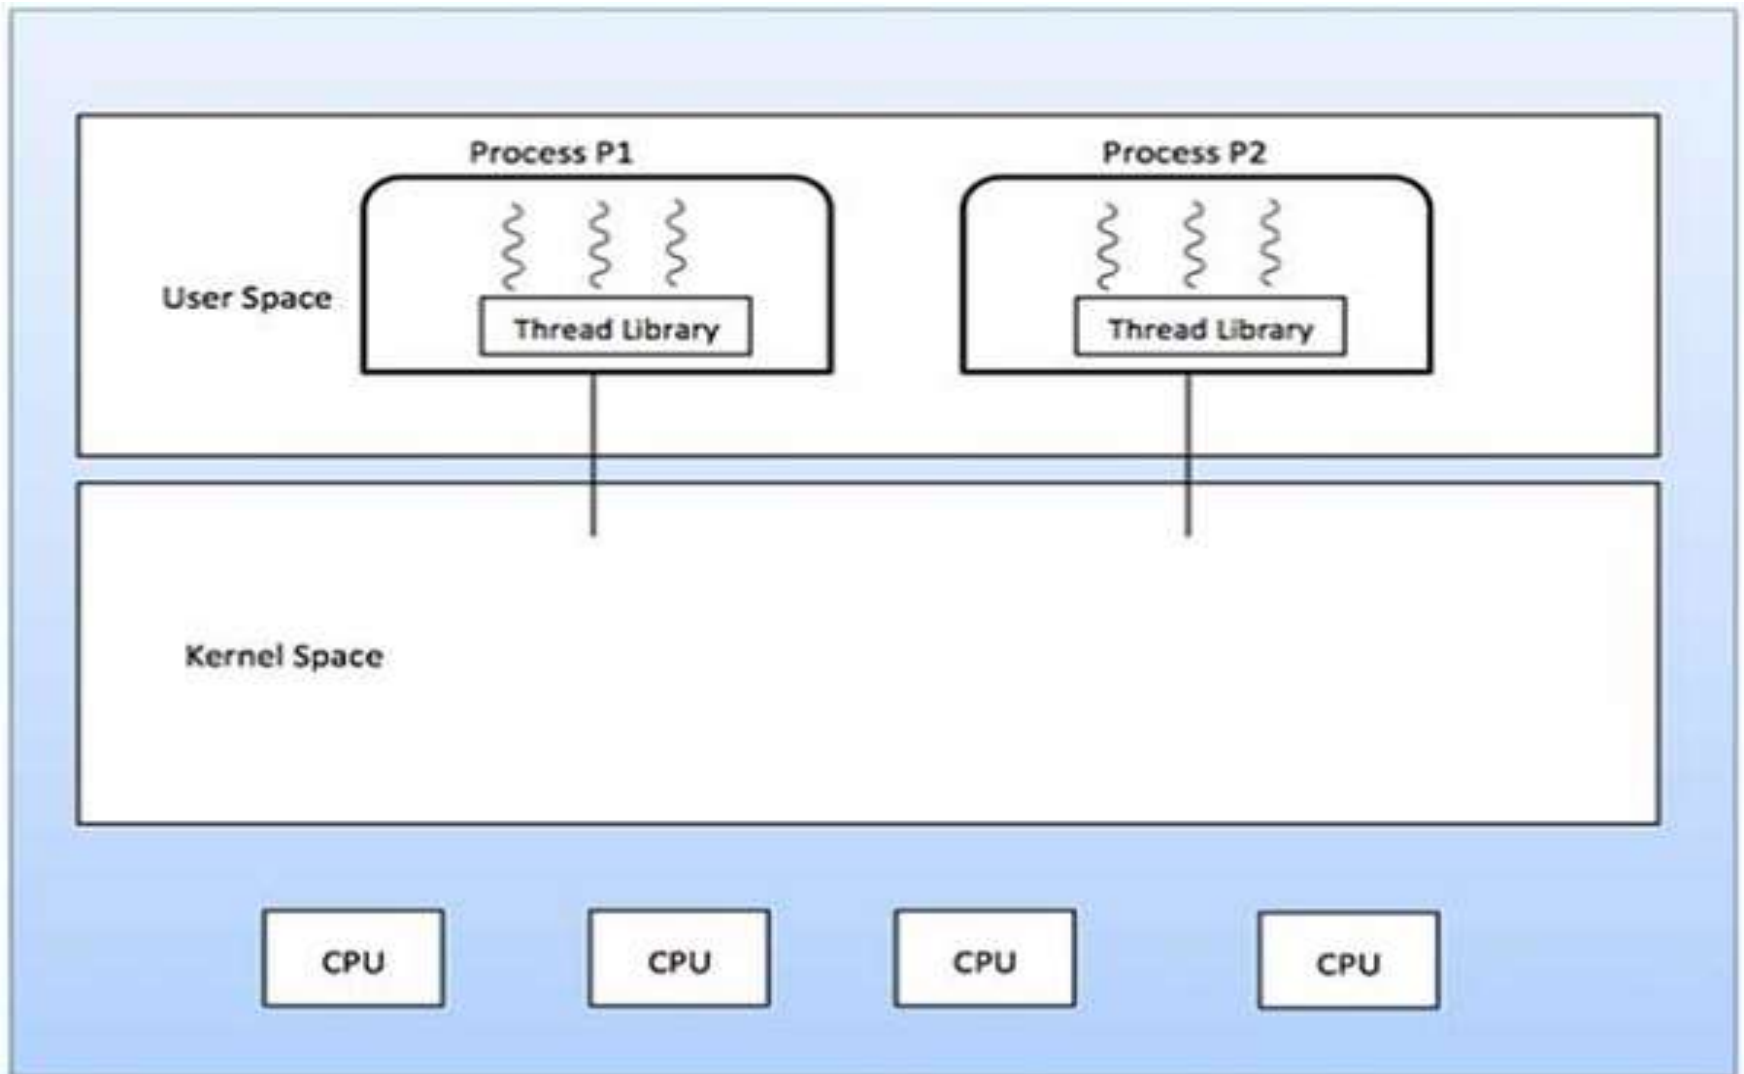 Process P1
Process P2
User Space
Thread Library
Thread Library
Kernel Space
CPU
CPU
CPU
CPU